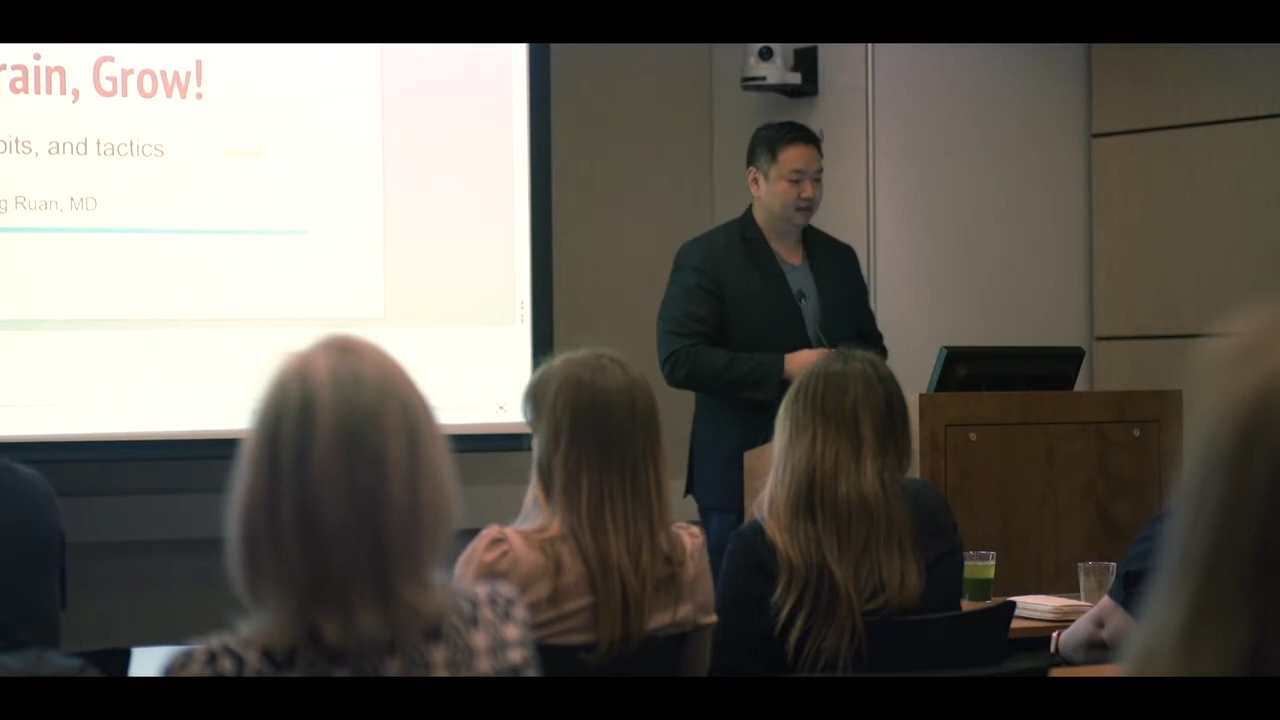 rain, Grow!
bits, and tactics
g Ruan, MD